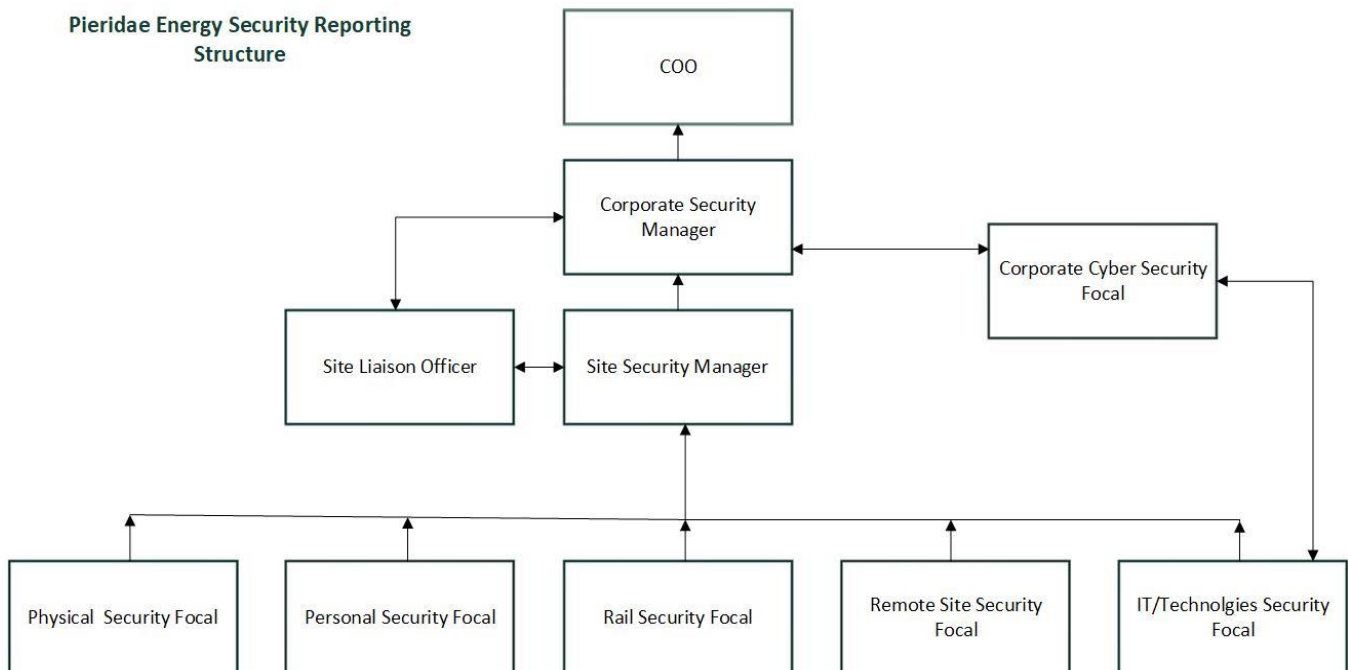 Pieridae Energy Security Reporting
Structure
COO
Corporate Security
Manager
Corporate Cyber Security
Focal
Site Liaison Officer
Site Security Manager
Physical  Security Focal
Personal Security Focal
Rail Security Focal
Remote Site Security
Focal
IT/Technolgies Security
Focal